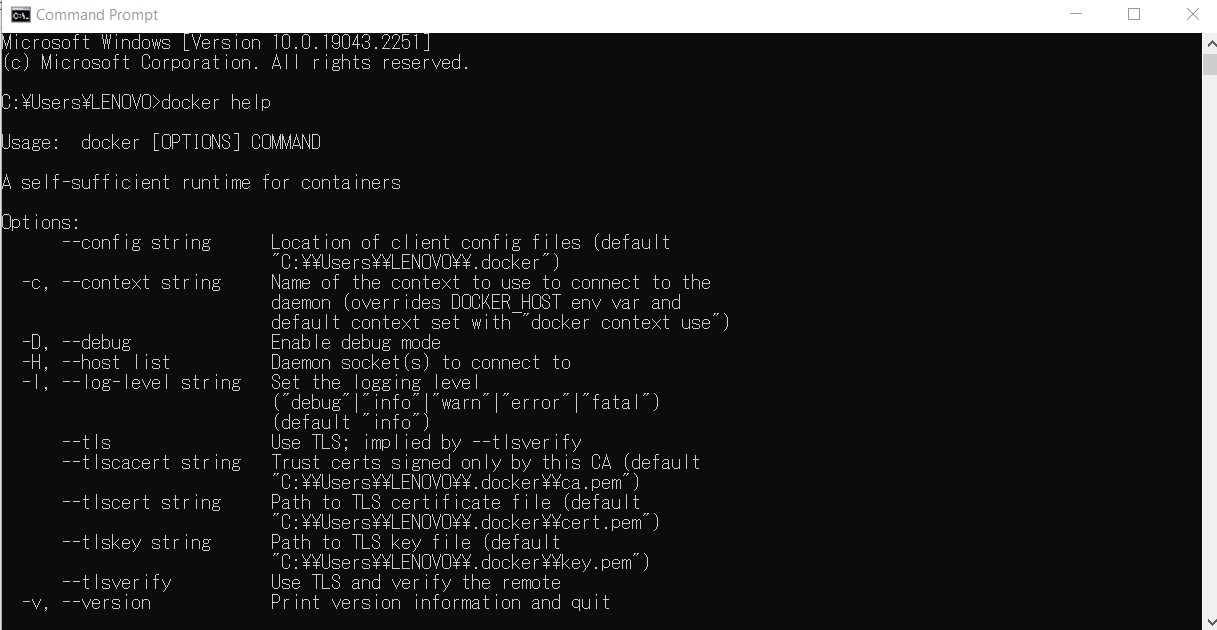 Command Prompt
Microsoft Windows [Version 10.0.19043.2251]
(c) Microsoft Corporation. All rights reserved.
C:¥Users¥LENOVO>docker help
Usage:  docker [OPTIONS] COMMAND
A self-sufficient runtime for containers
Options:
      --config string      Location of client config files (default
                           "C:¥¥Users¥¥LENOVO¥¥.docker")
  -c, --context string     Name of the context to use to connect to the
                           daemon (overrides DOCKER_HOST env var and
                           default context set with "docker context use")
  -D, --debug              Enable debug mode
  -H, --host list          Daemon socket(s) to connect to
  -l, --log-level string   Set the logging level
                           ("debug"|"info"|"warn"|"error"|"fatal")
                           (default "info")
      --tls                Use TLS; implied by --tlsverify
      --tlscacert string   Trust certs signed only by this CA (default
                           "C:¥¥Users¥¥LENOVO¥¥.docker¥¥ca.pem")
      --tlscert string     Path to TLS certificate file (default
                           "C:¥¥Users¥¥LENOVO¥¥.docker¥¥cert.pem")
      --tlskey string      Path to TLS key file (default
                           "C:¥¥Users¥¥LENOVO¥¥.docker¥¥key.pem")
      --tlsverify          Use TLS and verify the remote
  -v, --version            Print version information and quit